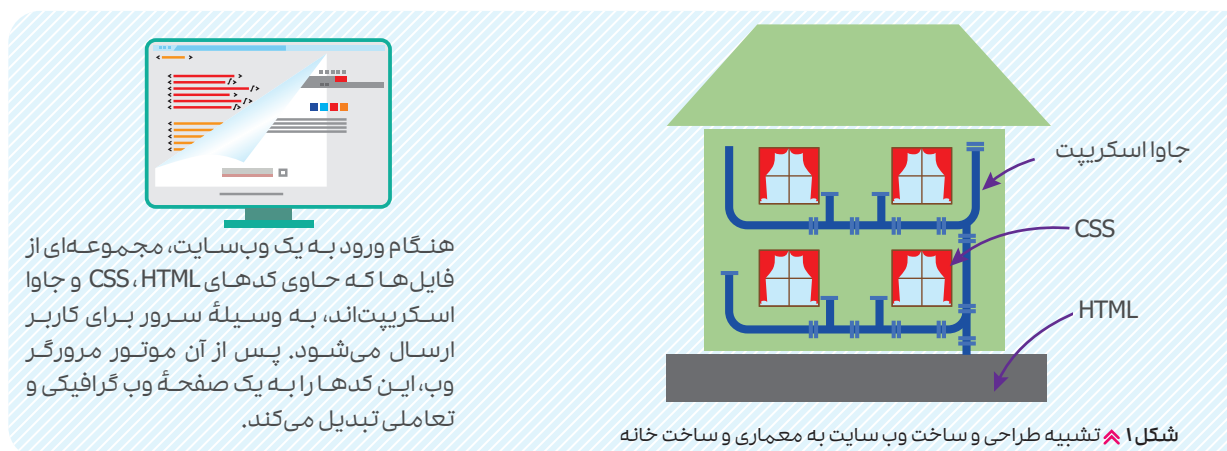 جاوا اسکریپت
CSS
HTML
شکل ۱ تشبیه طراحی و ساخت وب سایت به معماری و ساخت خانه
هنگام ورود به یک وب‌سایت، مجموعه‌ای از
فایل‌ها که حاوی کدهای CSS ،HTML و جاوا
اسکریپت‌اند، به وسیلهٔ سرور برای کاربر
ارسال می‌شود. پس از آن موتور مرورگر
وب، این کدها را به یک صفحهٔ وب گرافیکی و
تعاملی تبدیل می‌کند.